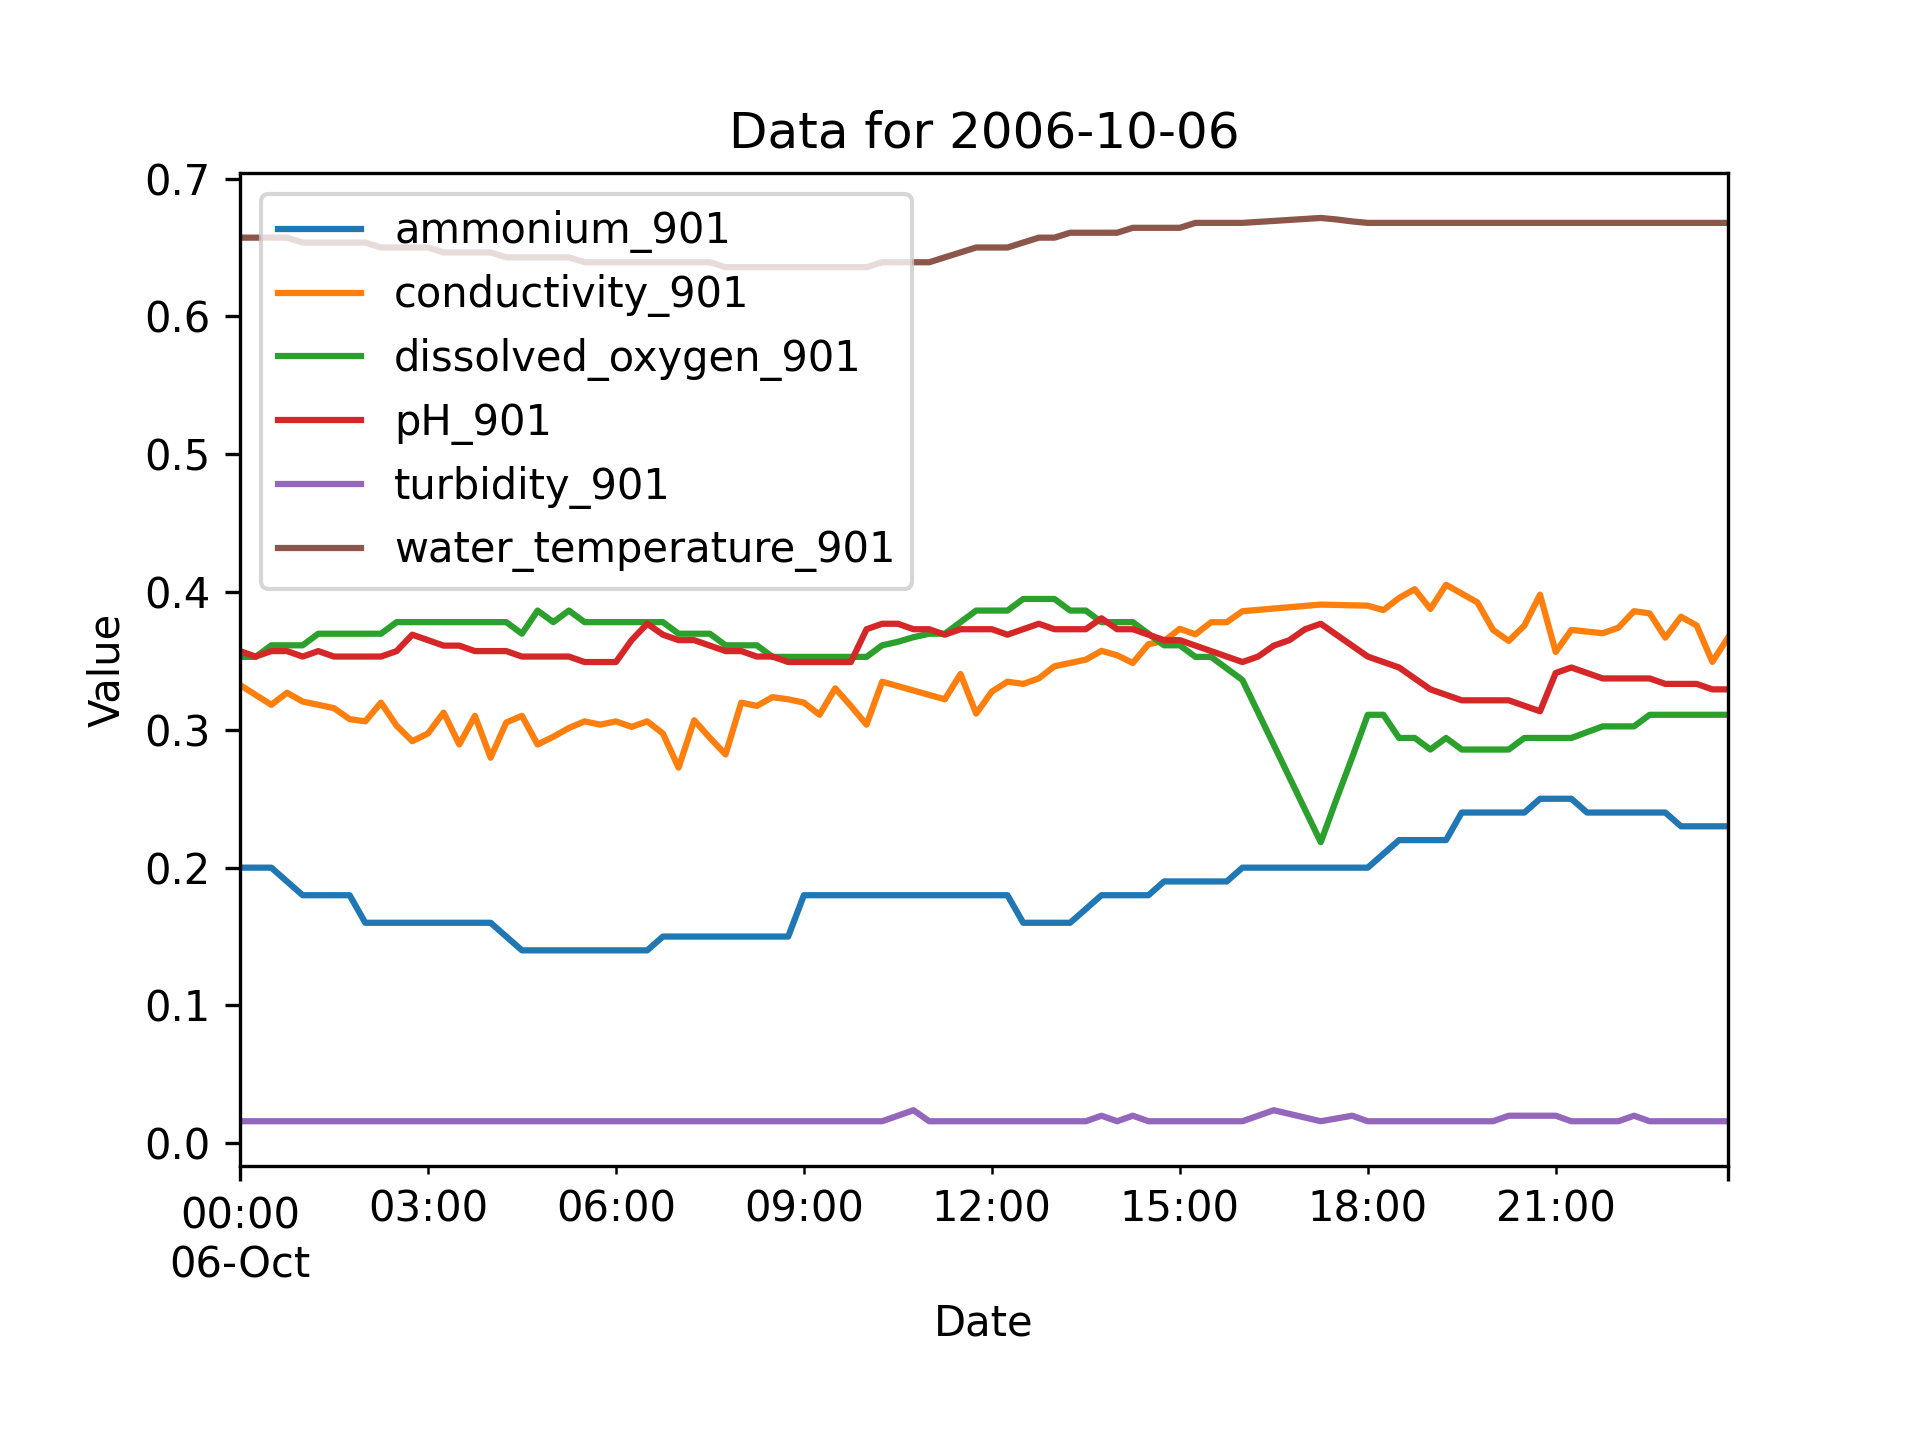 Data for 2006-10-06
0.7
0.6
0.5
0.4
0.3
0.2
0.1
0.0
Value
ammonium_901
conductivity_901
dissolved_oxygen_901
pH_901
turbidity_901
water_temperature_901
00:00 03:00 06:00 09:00 12:00 15:00 18:00 21:00
06-Oct
Date